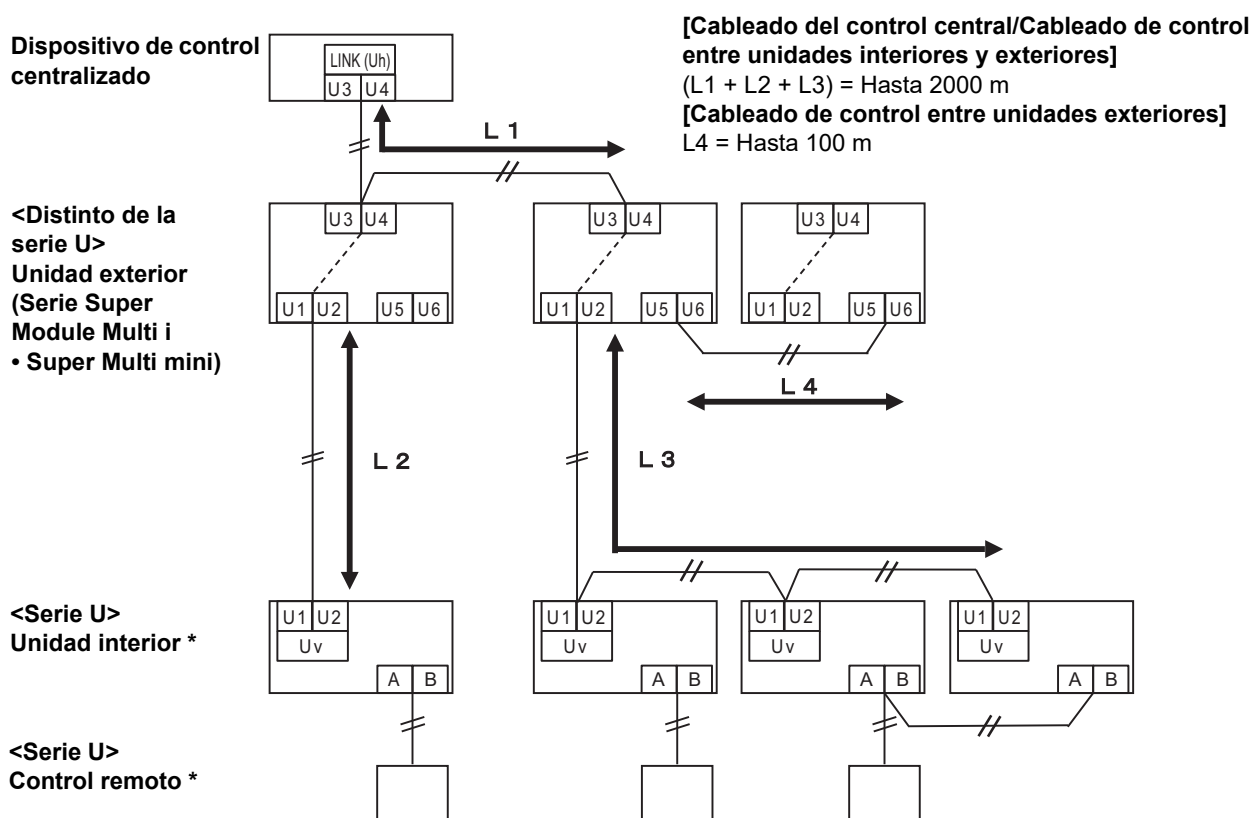 Dispositivo de control
centralizado
LINK (Uh)
U3 U4
[Cableado del control central/Cableado de control
entre unidades interiores y exteriores]
(L1 + L2 + L3) = Hasta 2000 m
[Cableado de control entre unidades exteriores]
L4 = Hasta 100 m
L 1
<Distinto de la
serie U>
Unidad exterior
(Serie Super
Module Multi i
• Super Multi mini)
U3 U4
U3 U4
U3 U4
U1 U2 U5 U6
U1 U2 U5 U6
U1 U2 U5 U6
L 4
L 2
L 3
<Serie U>
Unidad interior *
U1 U2
Uv
A B
U1 U2
Uv
A B
U1 U2
Uv
A B
U1 U2
Uv
A B
<Serie U>
Control remoto *